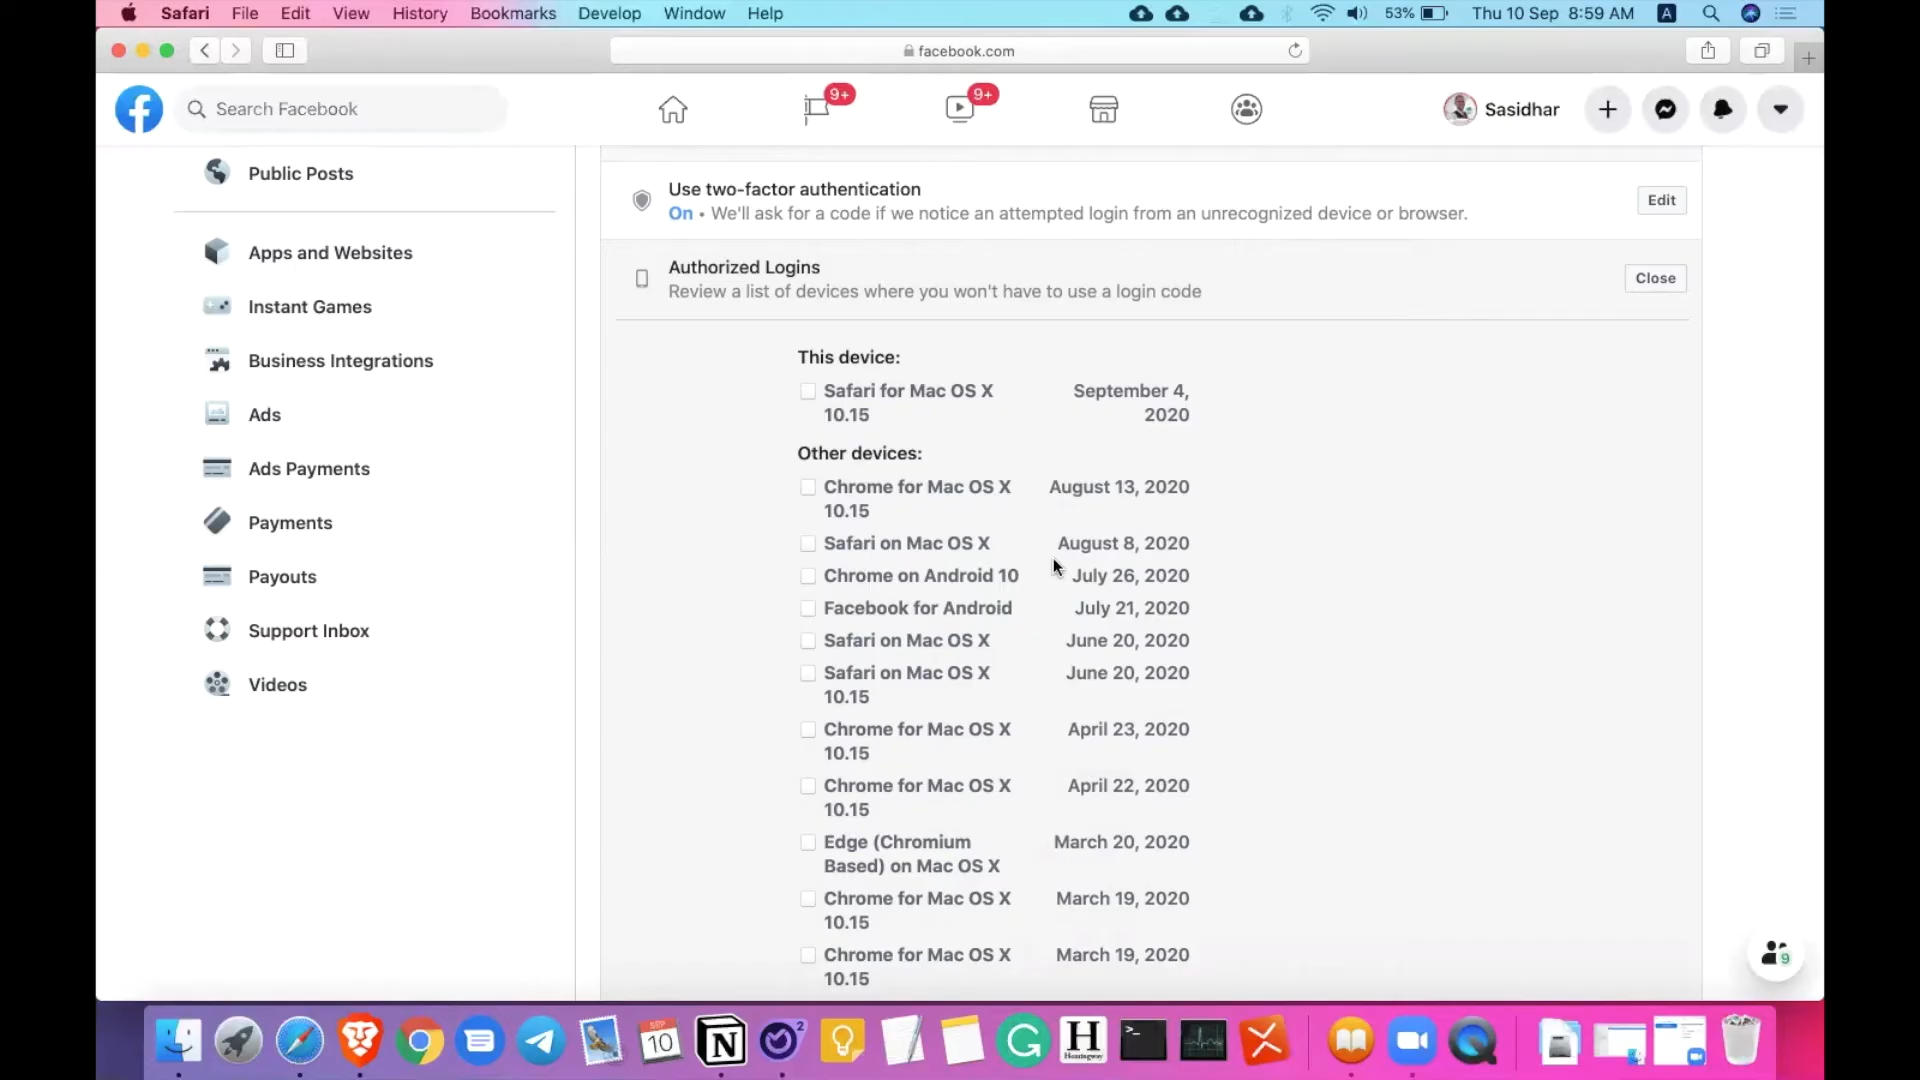 Safari File Edit View History Bookmarks Develop Window Help 53% Thu 10 Sep 8:59 AM A
facebook.com
Search Facebook 9+ 9+ Sasidhar
Public Posts
Apps and Websites
Instant Games
Business Integrations
Ads
Ads Payments
Payments
Payouts
Support Inbox
Videos
Use two-factor authentication
On • We'll ask for a code if we notice an attempted login from an unrecognized device or browser.
Edit
Authorized Logins
Review a list of devices where you won't have to use a login code
Close
This device:
Safari for Mac OS X September 4,
10.15 2020
Other devices:
Chrome for Mac OS X August 13, 2020
10.15
Safari on Mac OS X August 8, 2020
Chrome on Android 10 July 26, 2020
Facebook for Android July 21, 2020
Safari on Mac OS X June 20, 2020
Safari on Mac OS X June 20, 2020
10.15
Chrome for Mac OS X April 23, 2020
10.15
Chrome for Mac OS X April 22, 2020
10.15
Edge (Chromium March 20, 2020
Based) on Mac OS X
Chrome for Mac OS X March 19, 2020
10.15
Chrome for Mac OS X March 19, 2020
10.15
9
SEP
10
2
H
Hemingway